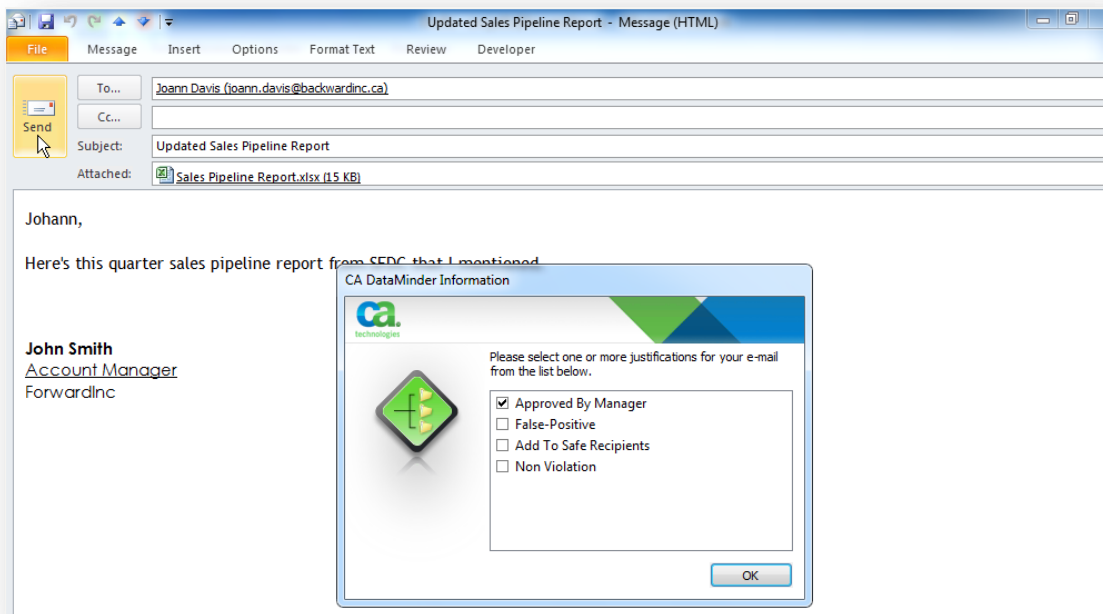 Updated Sales Pipeline Report - Message (HTML)
File Message Insert Options Format Text Review Developer
To... Joann Davis (joann.davis@backwardinc.ca)
Cc...
Send
Subject: Updated Sales Pipeline Report
Attached: Sales Pipeline Report.xlsx (15 KB)
Johann,
Here's this quarter sales pipeline report from SFDC that I mentioned
CA DataMinder Information
ca.
technologies
Please select one or more justifications for your e-mail
from the list below.
Approved By Manager
False-Positive
Add To Safe Recipients
Non Violation
OK
John Smith
Account Manager
ForwardInc